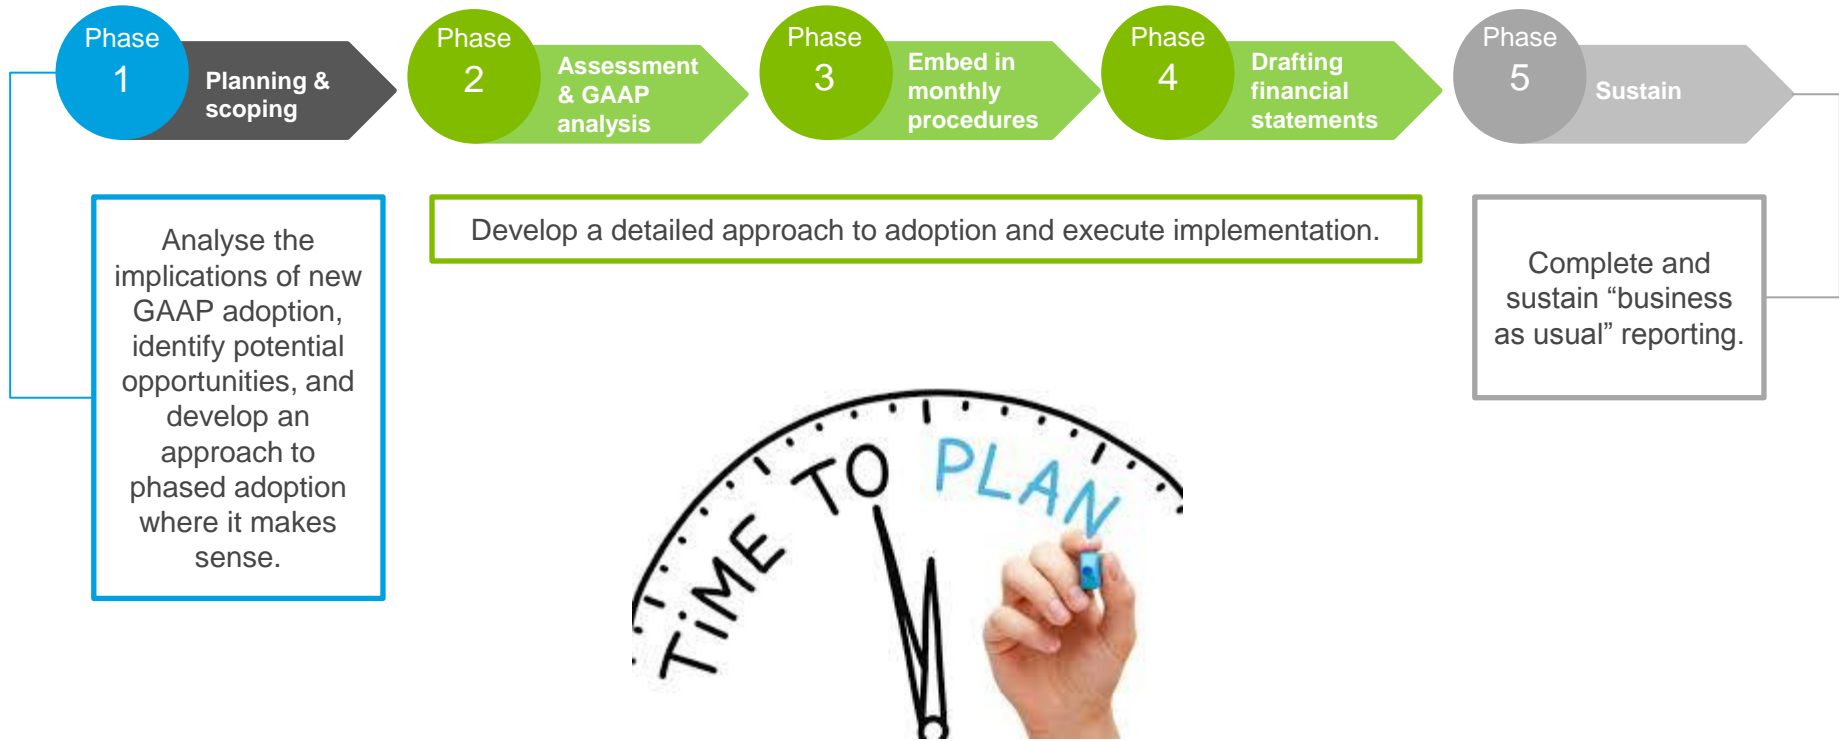 Phase
1
Planning &
scoping
Phase
2
Assessment
& GAAP
analysis
Phase
3
Embed in
monthly
procedures
Phase
4
Drafting
financial
statements
Phase
5
Sustain
Analyse the
implications of new
GAAP adoption,
identify potential
opportunities, and
develop an
approach to
phased adoption
where it makes
sense.
Develop a detailed approach to adoption and execute implementation.
Complete and
sustain “business
as usual” reporting.
TiME TO PLAN